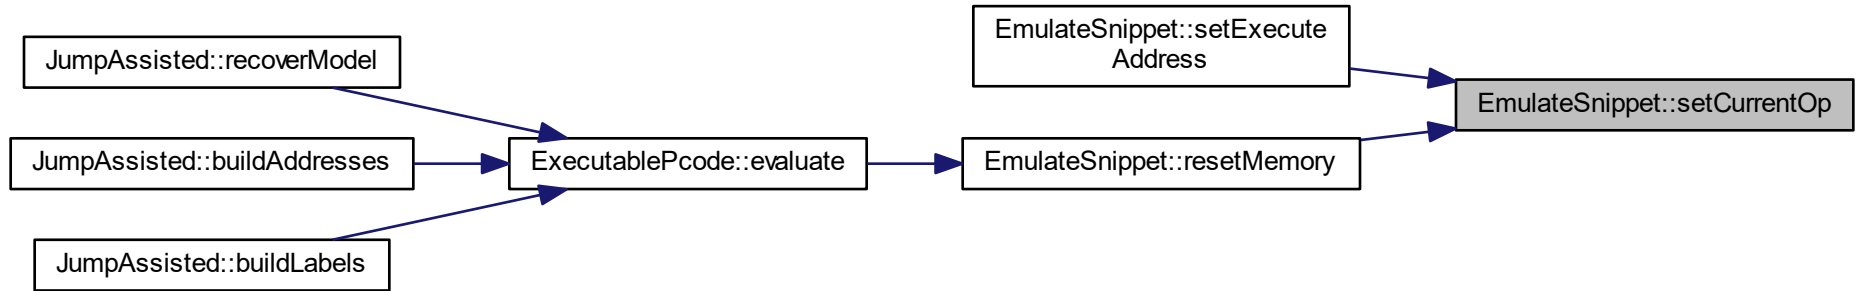 JumpAssisted::recoverModel
JumpAssisted::buildAddresses
JumpAssisted::buildLabels
ExecutablePcode::evaluate
EmulateSnippet::setExecute
Address
EmulateSnippet::resetMemory
EmulateSnippet::setCurrentOp